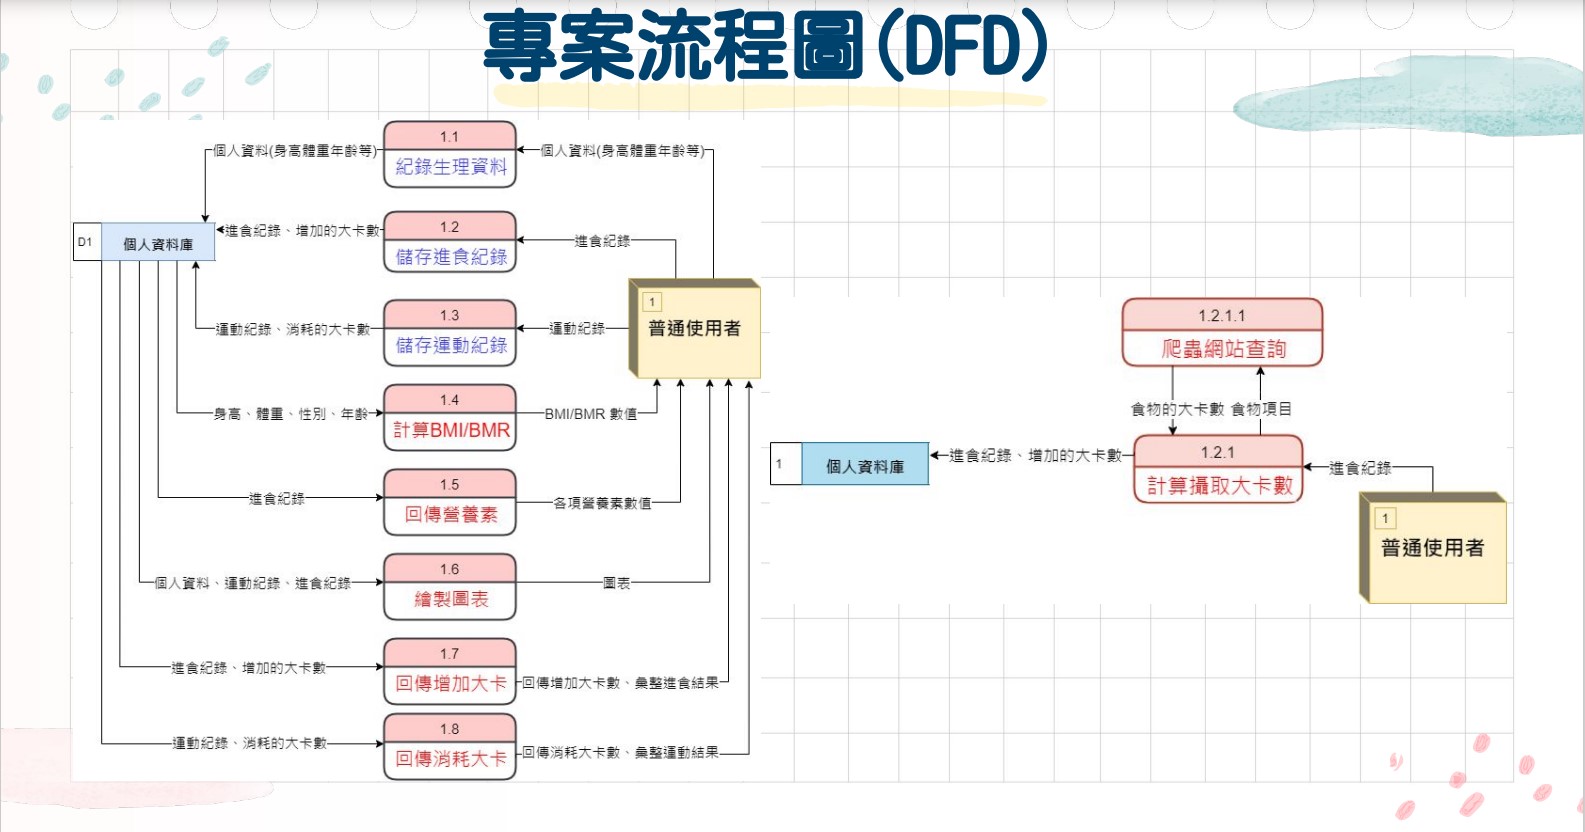 專案流程圖(DFD)
1.1
紀錄生理資料
個人資料(身高體重年齡等)
個人資料(身高體重年齡等)
D1
個人資料庫
進食紀錄、增加的大卡數
1.2
儲存進食紀錄
進食紀錄
1
普通使用者
運動紀錄、消耗的大卡數
1.3
儲存運動紀錄
運動紀錄
身高、體重、性別、年齡
1.4
計算BMI/BMR
BMI/BMR 數值
進食紀錄
1.5
回傳營養素
各項營養素數值
個人資料、運動紀錄、進食紀錄
1.6
繪製圖表
圖表
進食紀錄、增加的大卡數
1.7
回傳增加大卡
回傳增加大卡數、彙整進食結果
運動紀錄、消耗的大卡數
1.8
回傳消耗大卡
回傳消耗大卡數、彙整運動結果
1.2.1.1
爬蟲網站查詢
食物的大卡數 食物項目
1
個人資料庫
進食紀錄、增加的大卡數
1.2.1
計算攝取大卡數
進食紀錄
1
普通使用者